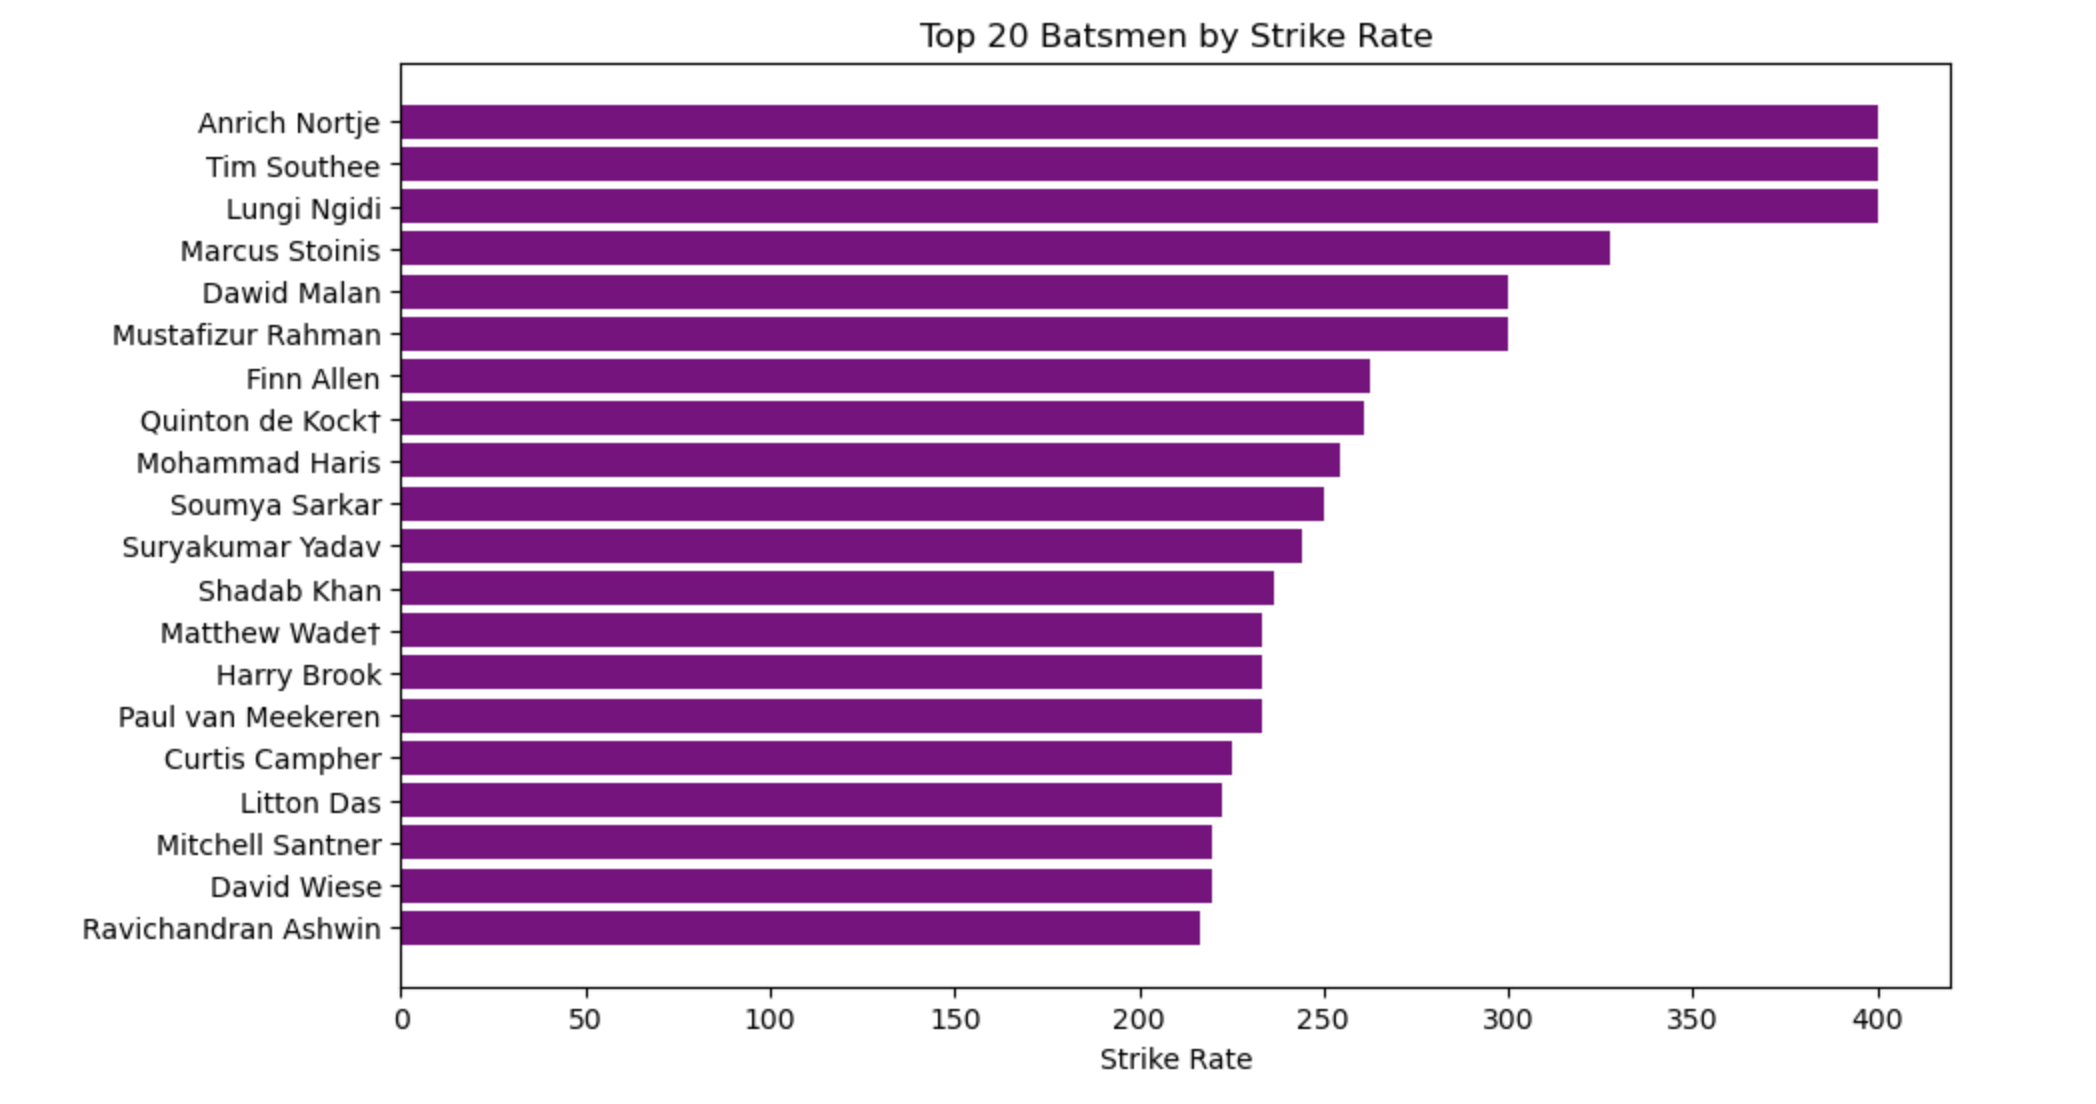 Top 20 Batsmen by Strike Rate
Anrich Nortje
Tim Southee
Lungi Ngidi
Marcus Stoinis
Dawid Malan
Mustafizur Rahman
Finn Allen
Quinton de Kock†
Mohammad Haris
Soumya Sarkar
Suryakumar Yadav
Shadab Khan
Matthew Wade†
Harry Brook
Paul van Meekeren
Curtis Campher
Litton Das
Mitchell Santner
David Wiese
Ravichandran Ashwin
0 50 100 150 200 250 300 350 400
Strike Rate